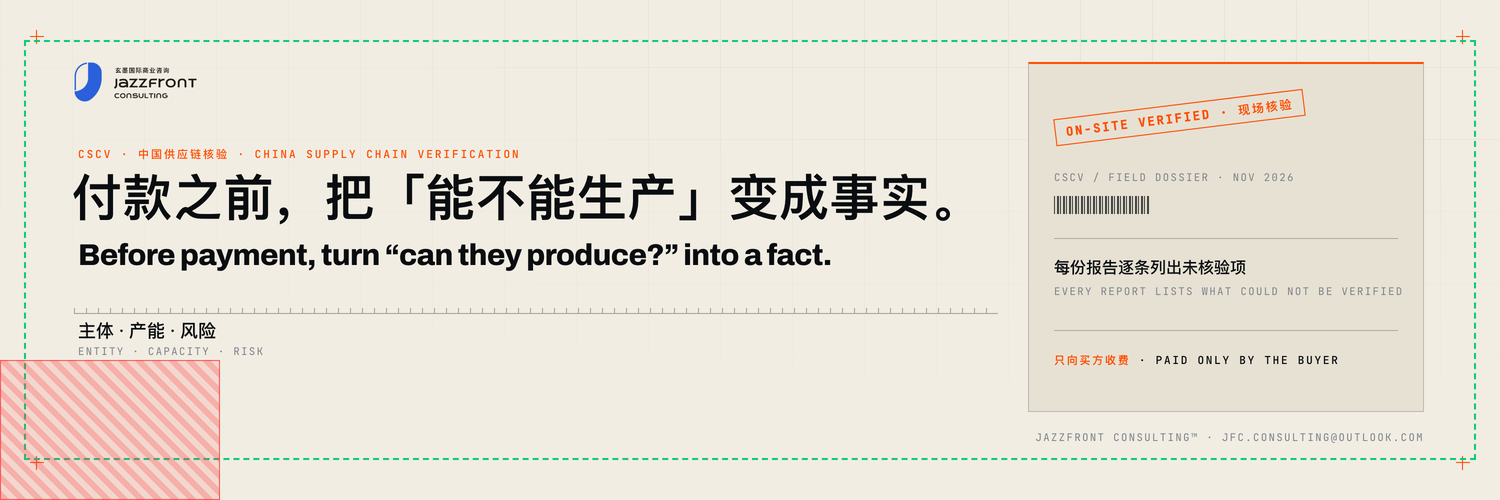 玄基国际商业咨询
JAZZFRONT
CONSULTING
CSCV · 中国供应链核验 · CHINA SUPPLY CHAIN VERIFICATION
付款之前，把「能不能生产」变成事实。
Before payment, turn “can they produce?” into a fact.
主体 · 产能 · 风险
ENTITY · CAPACITY · RISK
ON-SITE VERIFIED · 现场核验
CSCV / FIELD DOSSIER · NOV 2026
每份报告逐条列出未核验项
EVERY REPORT LISTS WHAT COULD NOT BE VERIFIED
只向买方收费 · PAID ONLY BY THE BUYER
JAZZFRONT CONSULTING™ · JFC.CONSULTING@OUTLOOK.COM